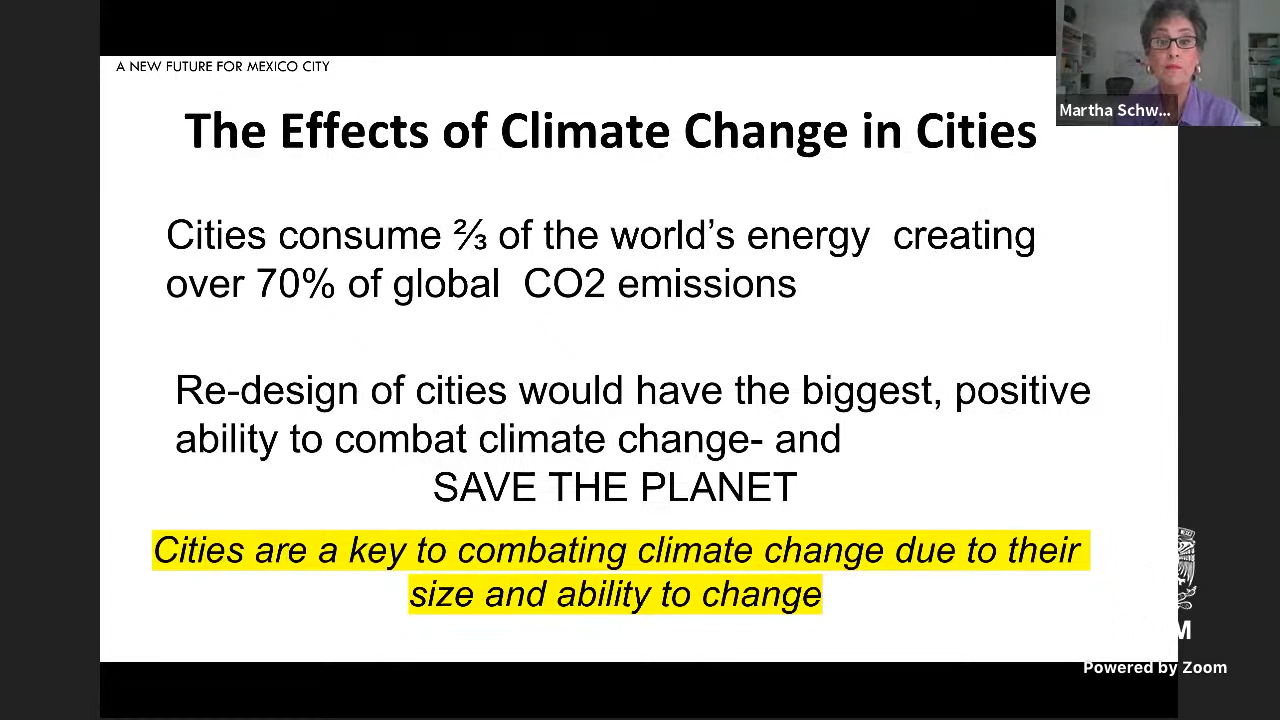 A NEW FUTURE FOR MEXICO CITY
Martha Schw...
The Effects of Climate Change in Cities
Cities consume ⅔ of the world’s energy  creating
over 70% of global  CO2 emissions
Re-design of cities would have the biggest, positive
ability to combat climate change- and
SAVE THE PLANET
Cities are a key to combating climate change due to their
size and ability to change
Powered by Zoom